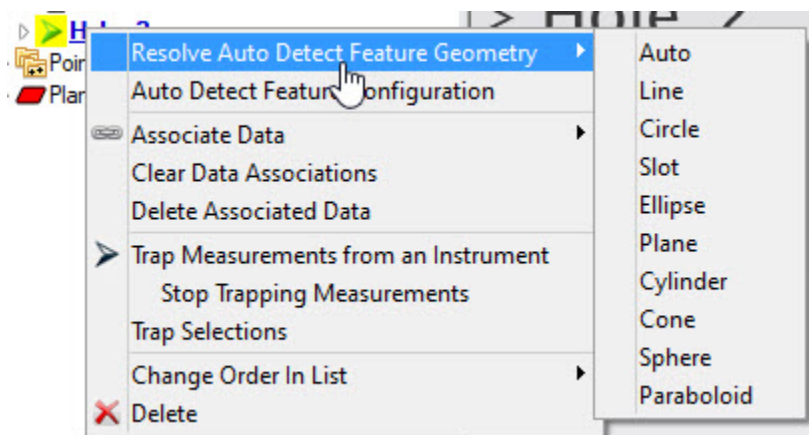 Hole 2
Resolve Auto Detect Feature Geometry
Auto Detect Feature Configuration
Associate Data
Clear Data Associations
Delete Associated Data
Trap Measurements from an Instrument
Stop Trapping Measurements
Trap Selections
Change Order In List
Delete
Auto
Line
Circle
Slot
Ellipse
Plane
Cylinder
Cone
Sphere
Paraboloid